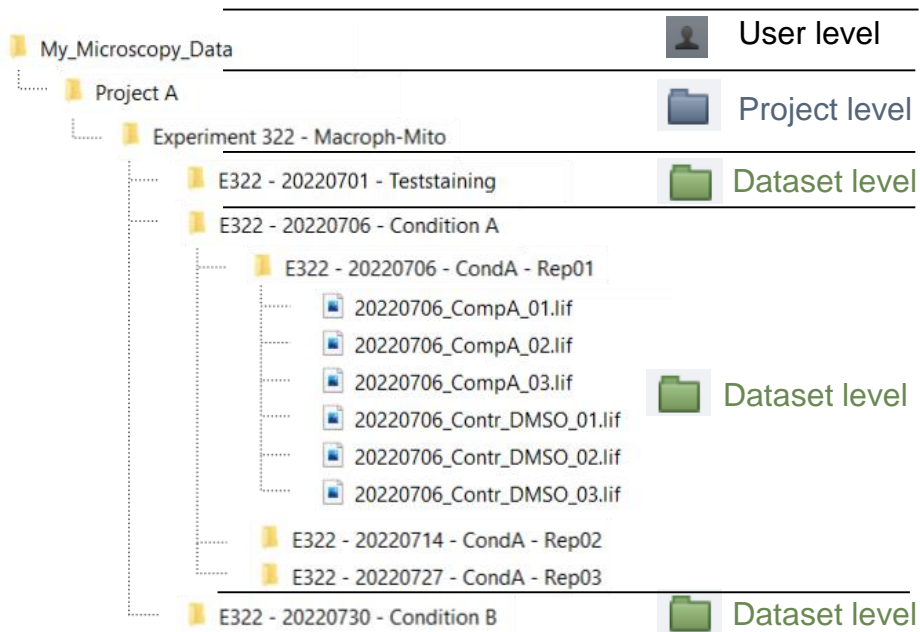 User level
My_Microscopy_Data
Project A
Project level
Experiment 322 - Macroph-Mito
E322 - 20220701 - Teststaining
Dataset level
E322 - 20220706 - Condition A
E322 - 20220706 - CondA - Rep01
20220706_CompA_01.lif
20220706_CompA_02.lif
20220706_CompA_03.lif
Dataset level
20220706_Contr_DMSO_01.lif
20220706_Contr_DMSO_02.lif
20220706_Contr_DMSO_03.lif
E322 - 20220714 - CondA - Rep02
E322 - 20220727 - CondA - Rep03
E322 - 20220730 - Condition B
Dataset level